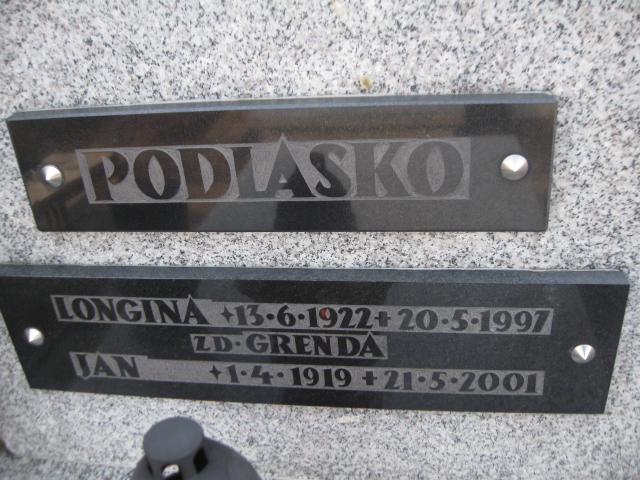 PODLASKO
LONGINA +13·6·1922+20·5·1997
ZD·GRENDA
JAN +1·4·1919+21·5·2001